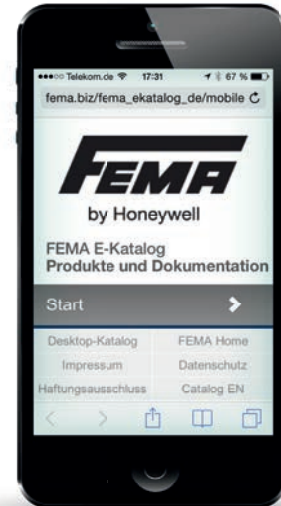 Telekom.de 17:31 67 %
fema.biz/fema_ekatalog_de/mobile
FEMA
by Honeywell
FEMA E-Katalog
Produkte und Dokumentation
Start
Desktop-Katalog FEMA Home
Impressum Datenschutz
Haftungsausschluss Catalog EN